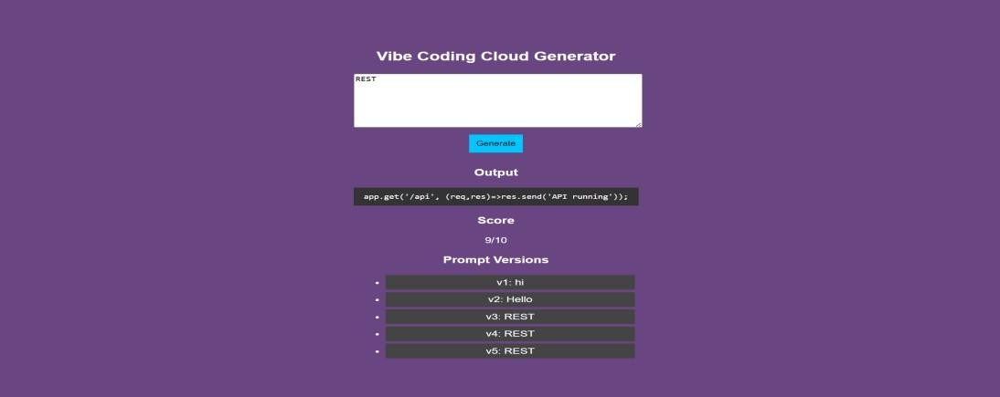 Vibe Coding Cloud Generator
REST
Generate
Output
app.get('/api', (req,res)=>res.send('API running'));
Score
9/10
Prompt Versions
v1: hi
v2: Hello
v3: REST
v4: REST
v5: REST